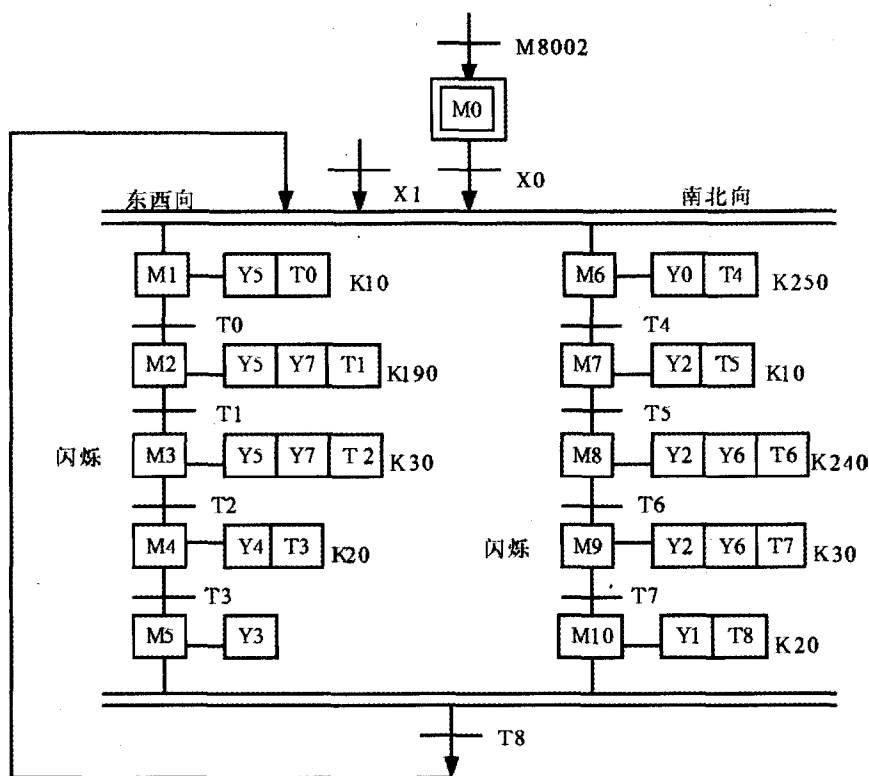 M8002
M0
X1 X0
东西向 南北向
M1 Y5 T0 K10 M6 Y0 T4 K250
T0 T4
M2 Y5 Y7 T1 K190 M7 Y2 T5 K10
T1 T5
闪烁 M3 Y5 Y7 T2 K30 M8 Y2 Y6 T6 K240
T2 T6
M4 Y4 T3 K20 闪烁 M9 Y2 Y6 T7 K30
T3 T7
M5 Y3 M10 Y1 T8 K20
T8